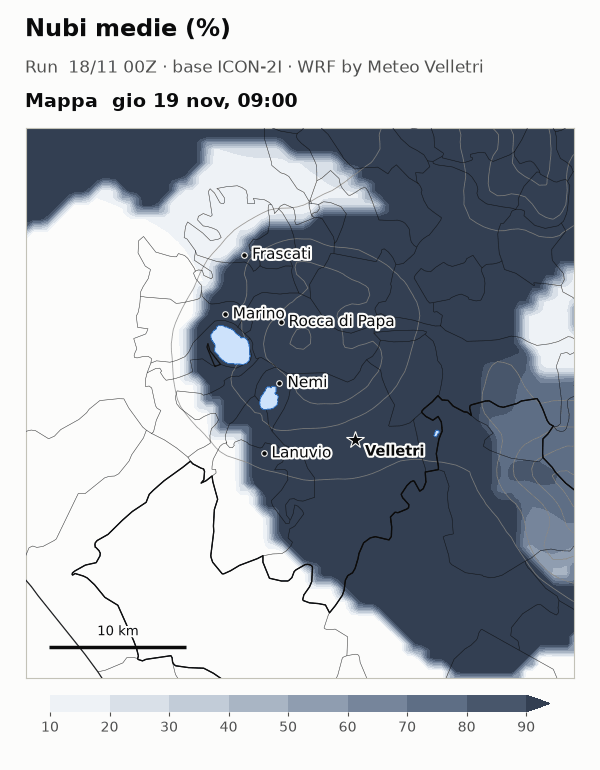 Nubi medie (%)
Run  18/11 00Z · base ICON-2I · WRF by Meteo Velletri
Mappa  gio 19 nov, 09:00
Frascati
Marino
Rocca di Papa
Nemi
Velletri
Lanuvio
10 km
10 20 30 40 50 60 70 80 90